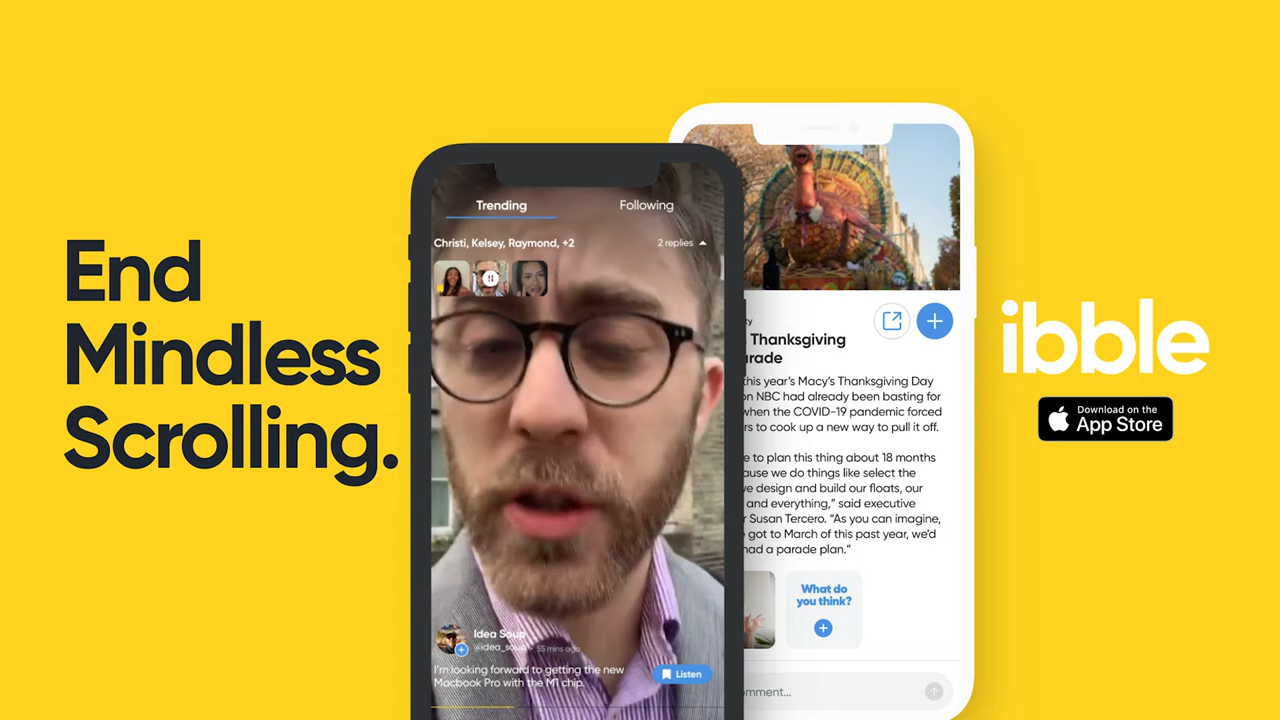 End
Mindless
Scrolling.
Trending
Following
Christi, Kelsey, Raymond, +2
2 replies
Idea Soup
@idea_soup · 55 mins ago
I'm looking forward to getting the new
Macbook Pro with the M1 chip.
Listen
Thanksgiving
this year's Macy's Thanksgiving Day
on NBC had already been basting for
when the COVID-19 pandemic forced
to cook up a new way to pull it off.
to plan this thing about 18 months
because we do things like select the
we design and build our floats, our
and everything," said executive
Susan Tercero. "As you can imagine,
got to March of this past year, we'd
had a parade plan."
What do
you think?
ibble
Download on the
App Store